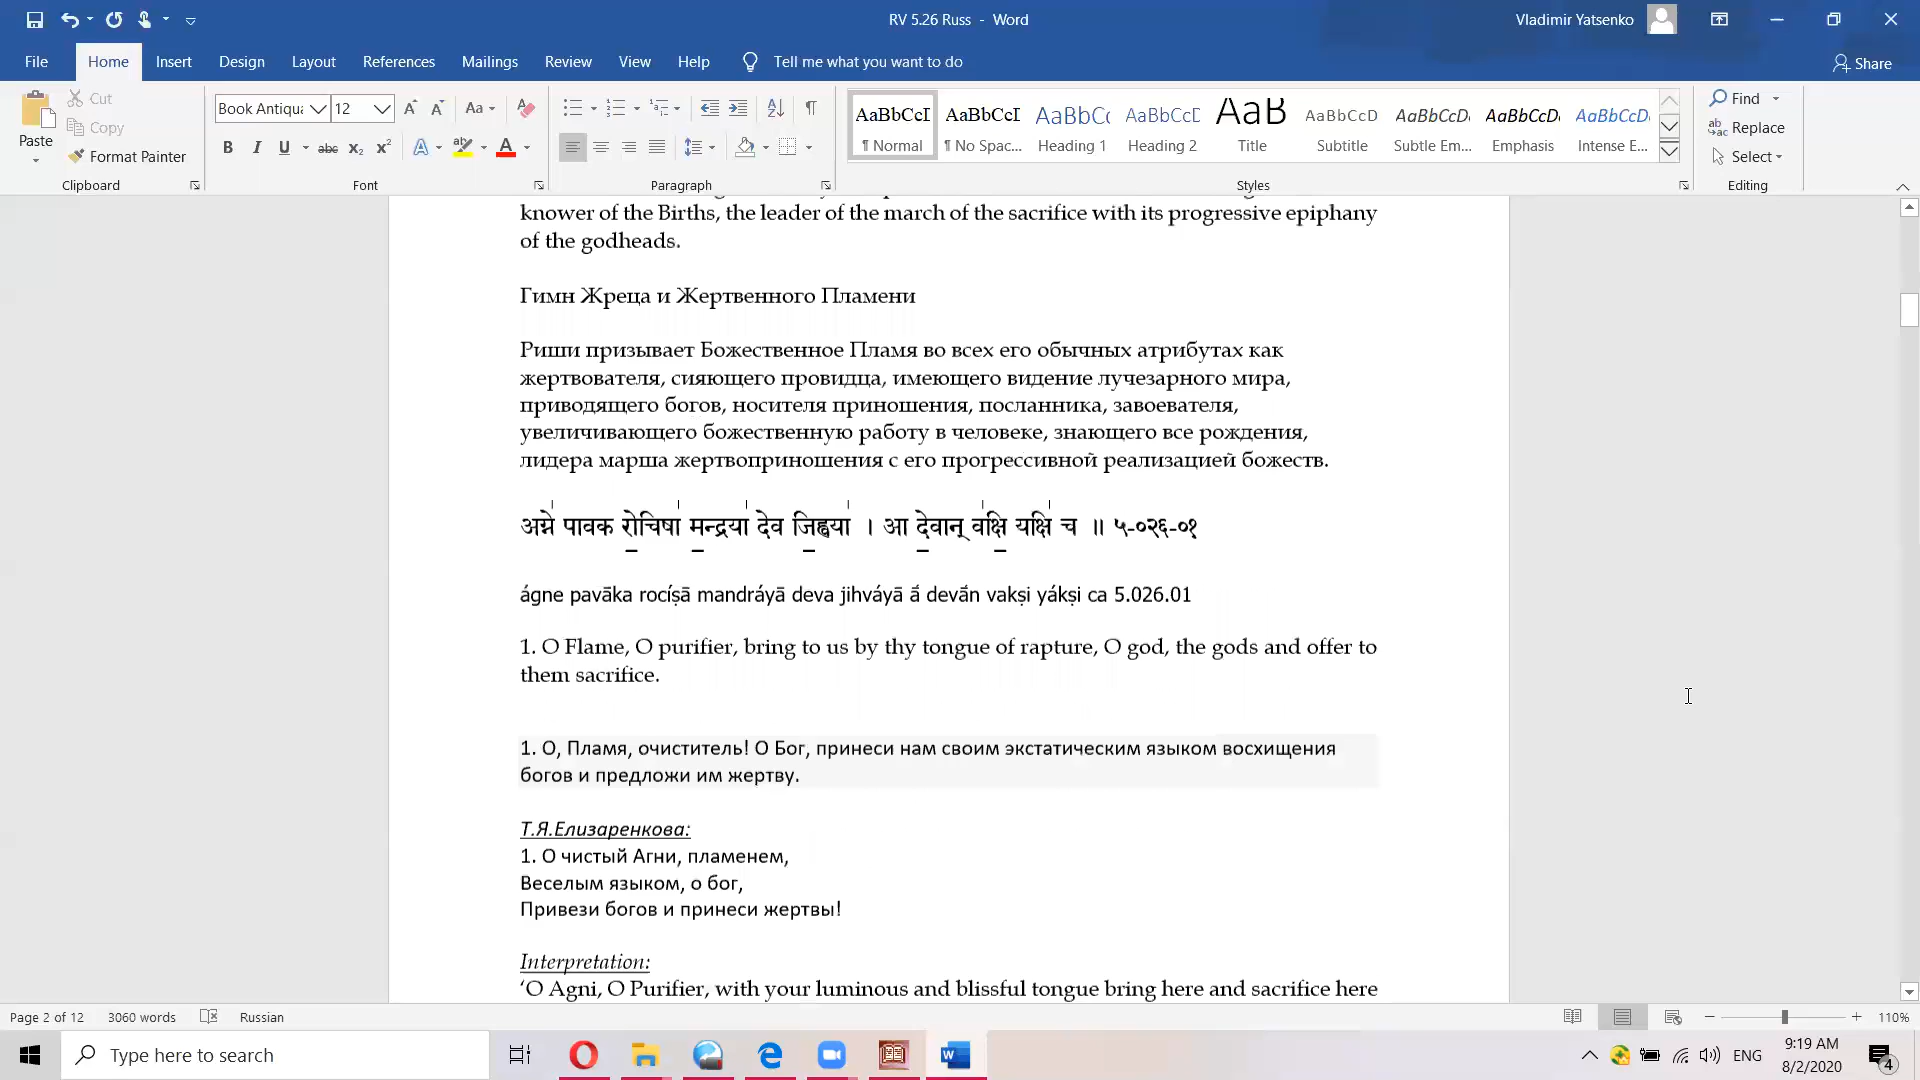 RV 5.26 Russ - Word
Vladimir Yatsenko
File Home Insert Design Layout References Mailings Review View Help Tell me what you want to do Share
Paste
Cut
Copy
Format Painter
Clipboard
Book Antiqua 12
Font
Paragraph
AaBbCcD AaBbCcD AaBbCc AaBbCcD AaB AaBbCcD AaBbCcD AaBbCcD AaBbCcD
¶ Normal ¶ No Spac... Heading 1 Heading 2 Title Subtitle Subtle Em... Emphasis Intense E...
Styles
Find
Replace
Select
Editing
knower of the Births, the leader of the march of the sacrifice with its progressive epiphany
of the godheads.
Гимн Жреца и Жертвенного Пламени
Риши призывает Божественное Пламя во всех его обычных атрибутах как
жертвователя, сияющего провидца, имеющего видение лучезарного мира,
приводящего богов, носителя приношения, посланника, завоевателя,
увеличивающего божественную работу в человеке, знающего все рождения,
лидера марша жертвоприношения с его прогрессивной реализацией божеств.
अग्ने॑ पावक रो॒चिषा॑ म॒न्द्रया॑ देव जि॒ह्वया॑ । आ दे॒वान् व॑क्षि॒ यक्षि॑ च ॥ ५-०२६-०१
ágne pavāka rocíṣā mandráyā deva jihváyā ā́ devā́n vakṣi yákṣi ca 5.026.01
1. O Flame, O purifier, bring to us by thy tongue of rapture, O god, the gods and offer to
them sacrifice.
1. О, Пламя, очиститель! О Бог, принеси нам своим экстатическим языком восхищения
богов и предложи им жертву.
Т.Я.Елизаренкова:
1. О чистый Агни, пламенем,
Веселым языком, о бог,
Привези богов и принеси жертвы!
Interpretation:
‘O Agni, O Purifier, with your luminous and blissful tongue bring here and sacrifice here
Page 2 of 12 3060 words Russian 110%
Type here to search
ENG
9:19 AM
8/2/2020
4